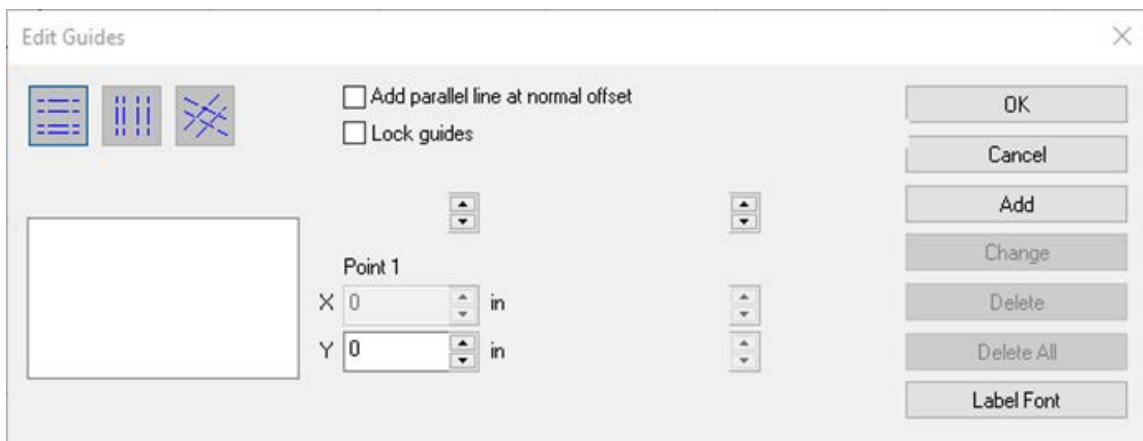 Edit Guides
Add parallel line at normal offset
Lock guides
OK
Cancel
Add
Change
Delete
Delete All
Label Font
Point 1
X 0 in
Y 0 in